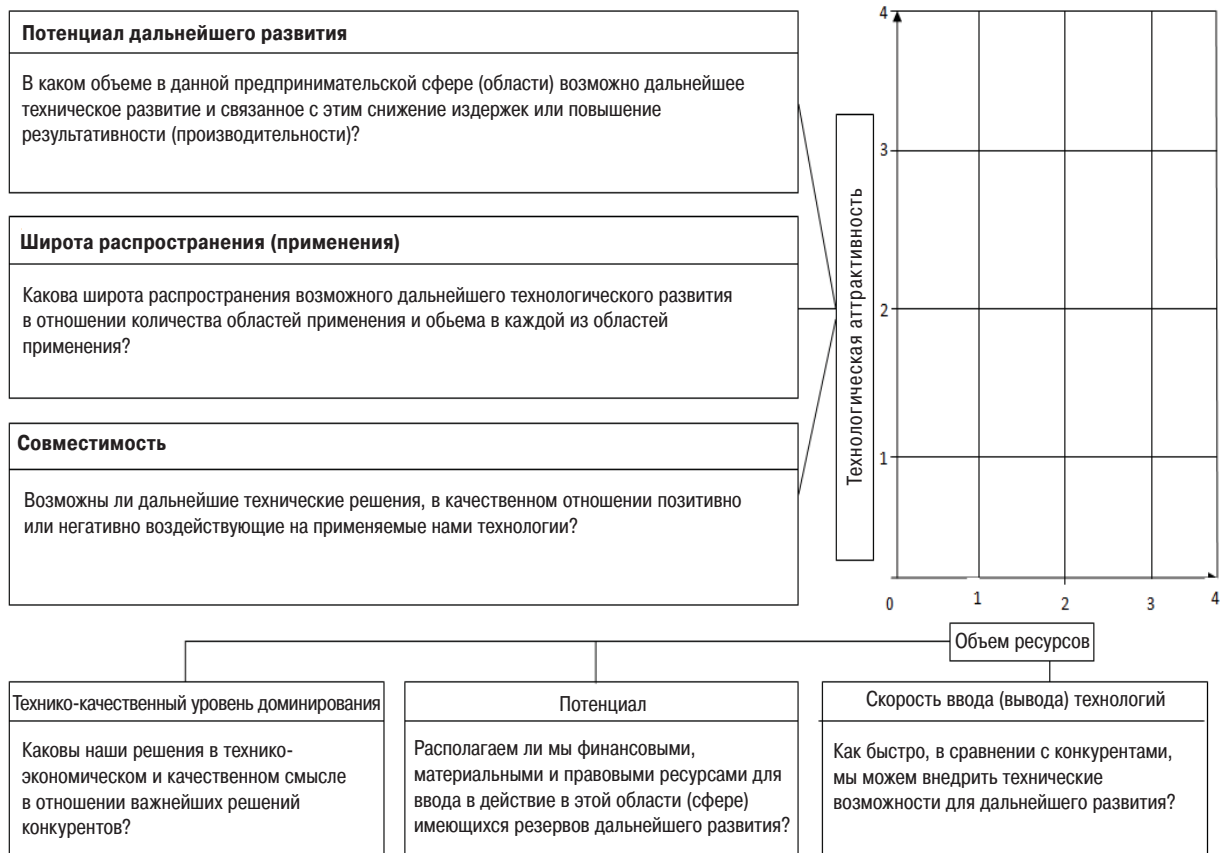 Потенциал дальнейшего развития
В каком объеме в данной предпринимательской сфере (области) возможно дальнейшее
техническое развитие и связанное с этим снижение издержек или повышение
результативности (производительности)?
Широта распространения (применения)
Какова широта распространения возможного дальнейшего технологического развития
в отношении количества областей применения и обьема в каждой из областей
применения?
Совместимость
Возможны ли дальнейшие технические решения, в качественном отношении позитивно
или негативно воздействующие на применяемые нами технологии?
Технологическая аттрактивность
4
3
2
1
0
1
2
3
4
Объем ресурсов
Технико-качественный уровень доминирования
Каковы наши решения в технико-
экономическом и качественном смысле
в отношении важнейших решений
конкурентов?
Потенциал
Располагаем ли мы финансовыми,
материальными и правовыми ресурсами для
ввода в действие в этой области (сфере)
имеющихся резервов дальнейшего развития?
Скорость ввода (вывода) технологий
Как быстро, в сравнении с конкурентами,
мы можем внедрить технические
возможности для дальнейшего развития?